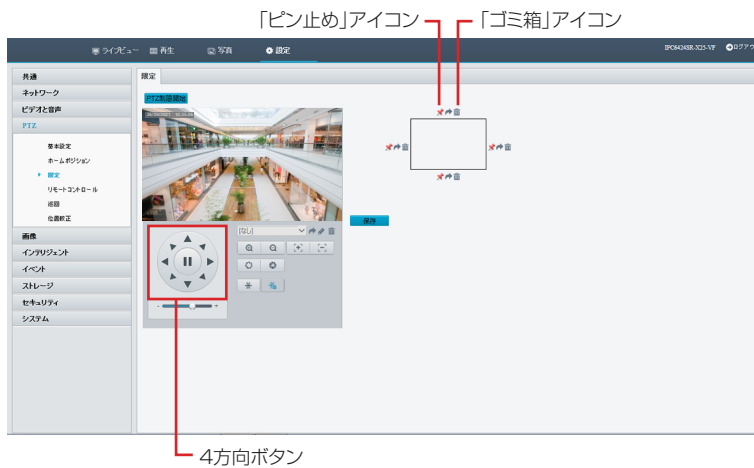 「ピン止め」アイコン 「ゴミ箱」アイコン
ライブビュー 再生 写真 設定 IPC6424SR-X25-VF ログアウ
共通 限定
ネットワーク
PTZ制限開始
ビデオと音声
PTZ
基本設定
ホームポジション
限定
リモートコントロール
巡回
位置較正
保存
画像
[なし]
インテリジェント
イベント
ストレージ
セキュリティ
システム
- +
4方向ボタン